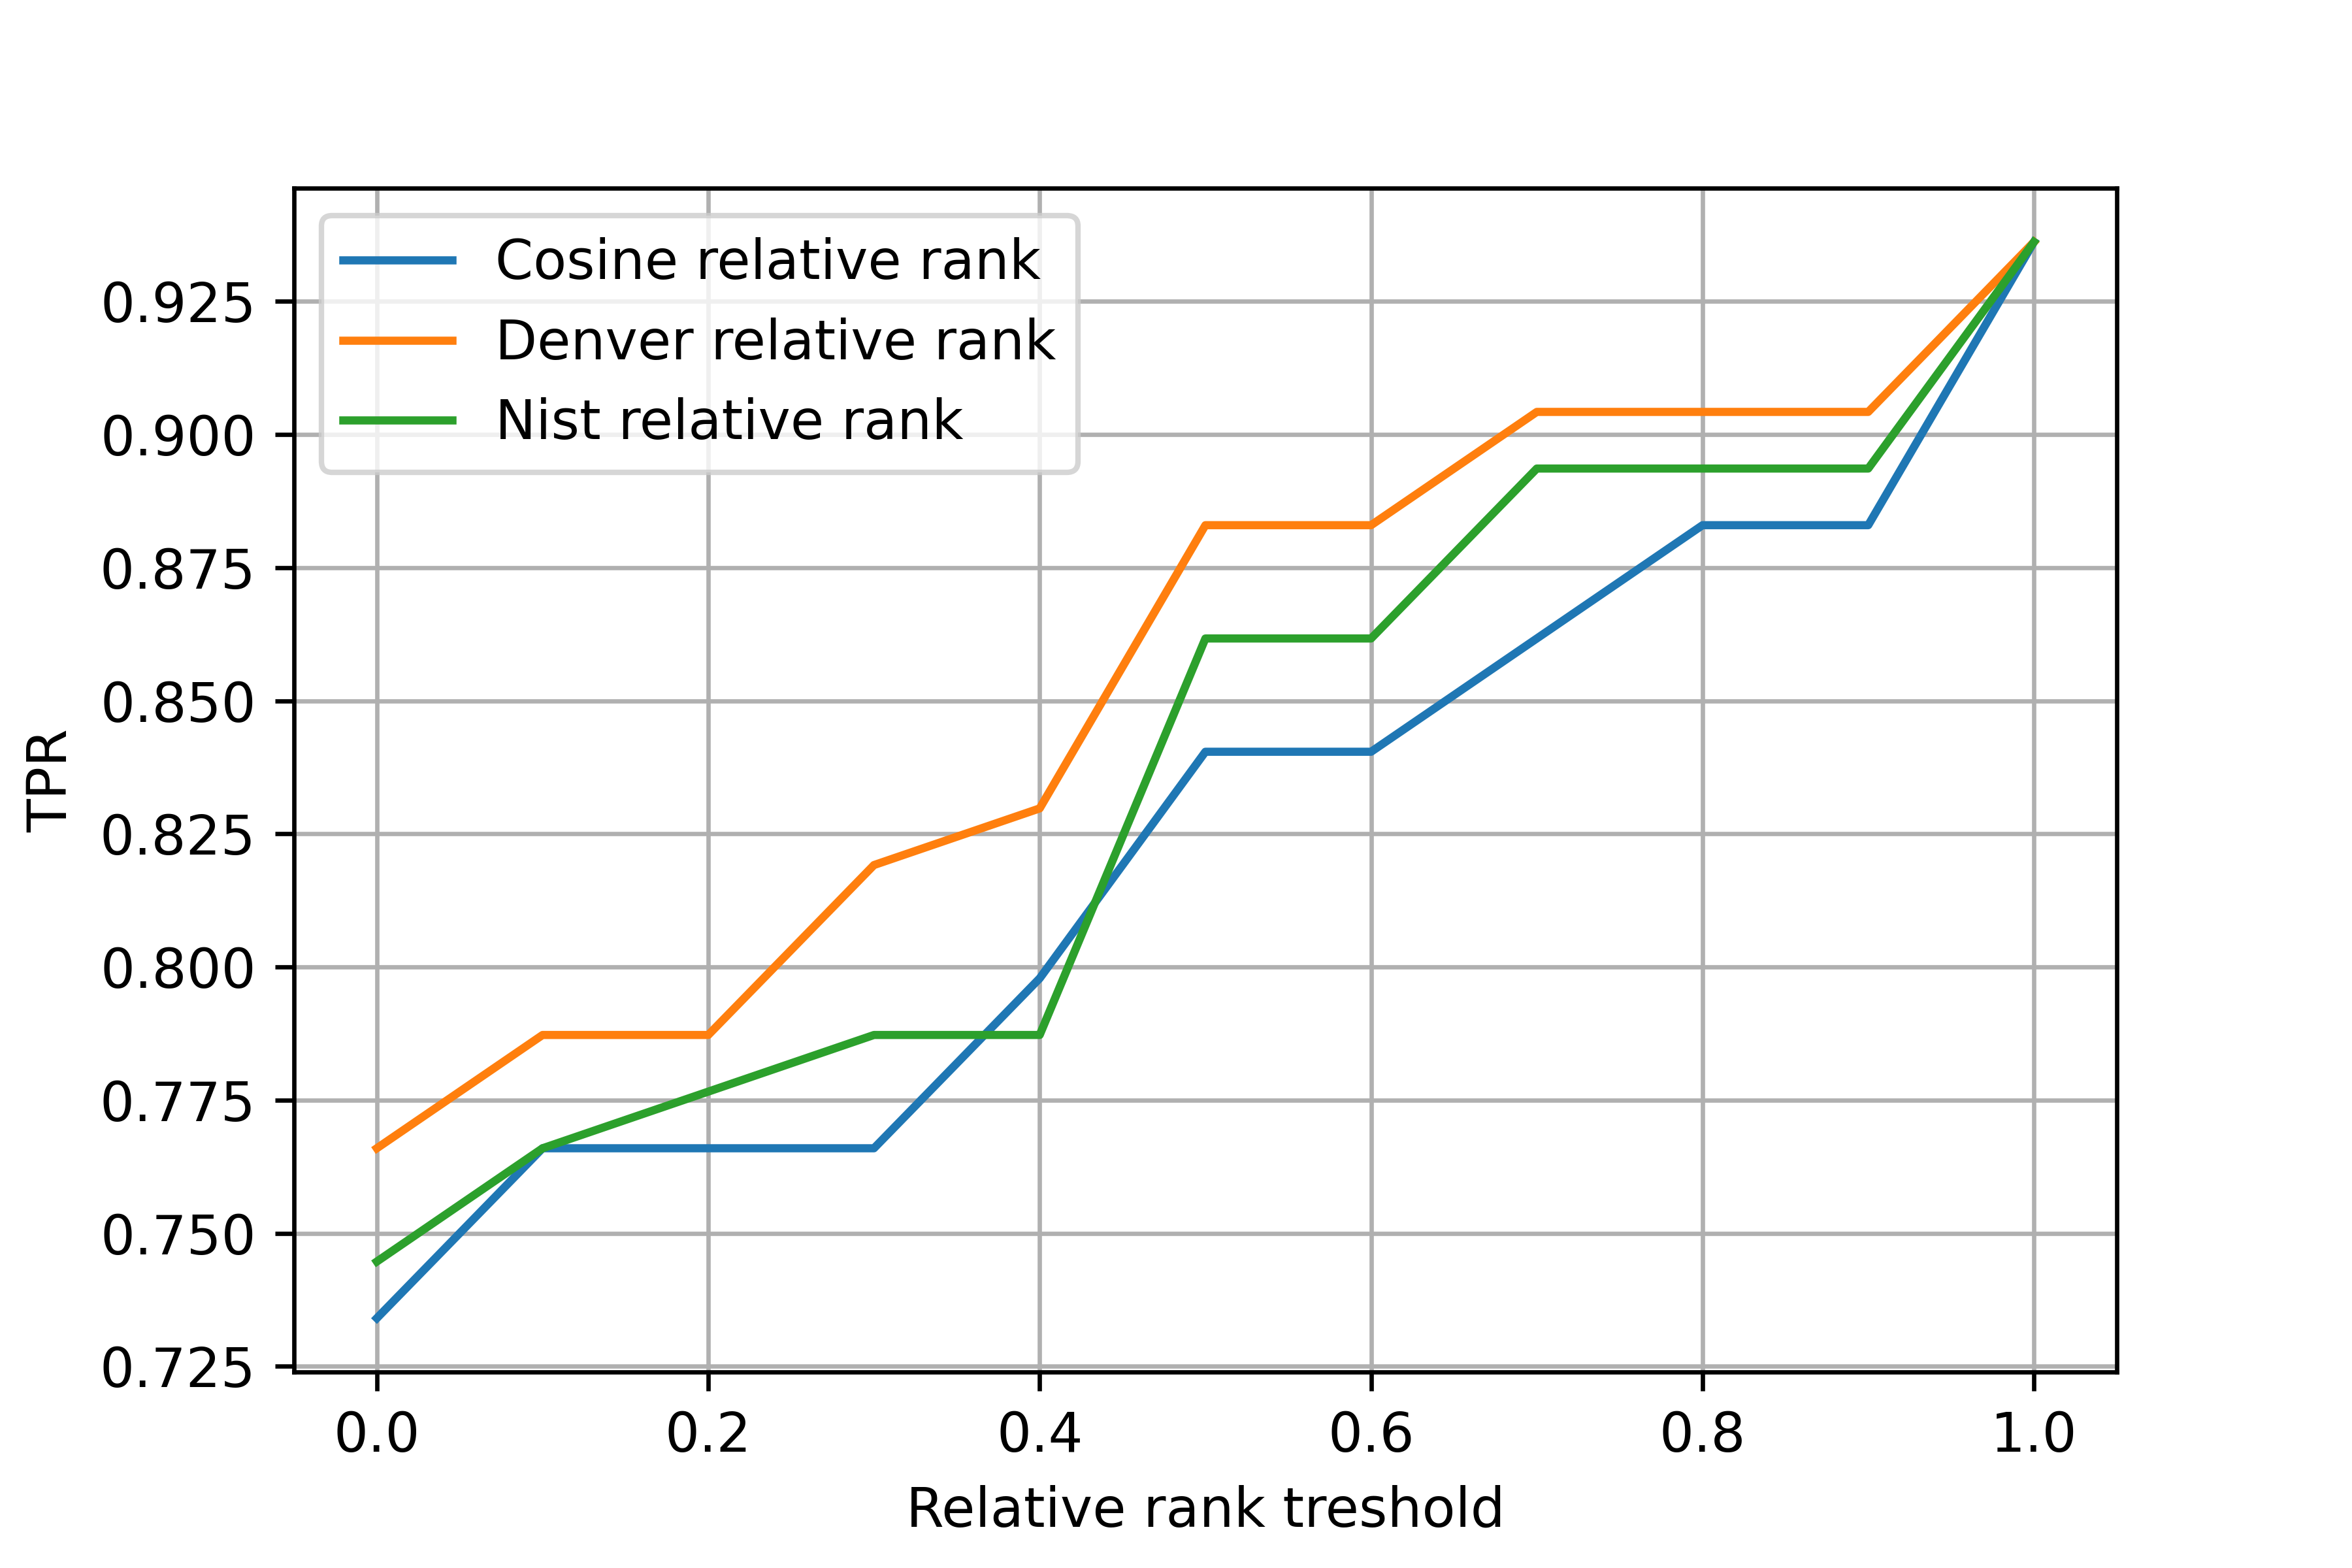 Cosine relative rank
Denver relative rank
Nist relative rank
0.925
0.900
0.875
0.850
0.825
0.800
0.775
0.750
0.725
TPR
0.0 0.2 0.4 0.6 0.8 1.0
Relative rank treshold